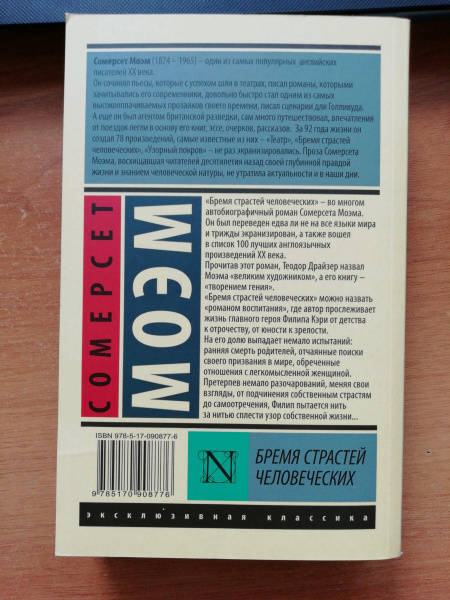 Сомерсет Моэм (1874 – 1965) – один из самых популярных английских
писателей XX века.
Он сочинял пьесы, которые с успехом шли в театрах, писал романы, которыми
зачитывались его современники, довольно быстро стал одним из самых
высокооплачиваемых прозаиков своего времени, писал сценарии для Голливуда.
А еще он был агентом британской разведки, сам много путешествовал, впечатления
от поездок легли в основу его книг, эссе, очерков, рассказов. За 92 года жизни он
создал 78 произведений, самые известные из них – «Театр», «Бремя страстей
человеческих», «Узорный покров» – не раз экранизировались. Проза Сомерсета
Моэма, восхищавшая читателей десятилетия назад своей глубинной правдой
жизни и знанием человеческой натуры, не утратила актуальности и в наши дни.
СОМЕРСЕТ
МОЭМ
«Бремя страстей человеческих» – во многом
автобиографичный роман Сомерсета Моэма.
Он был переведен едва ли не на все языки мира
и трижды экранизирован, а также вошел
в список 100 лучших англоязычных
произведений XX века.
Прочитав этот роман, Теодор Драйзер назвал
Моэма «великим художником», а его книгу –
«творением гения».
«Бремя страстей человеческих» можно назвать
«романом воспитания», где автор прослеживает
жизнь главного героя Филипа Кэри от детства
к отрочеству, от юности к зрелости.
На его долю выпадает немало испытаний:
ранняя смерть родителей, отчаянные поиски
своего призвания в мире, обреченные
отношения с легкомысленной женщиной.
Претерпев немало разочарований, меняя свои
взгляды, от подчинения собственным страстям
до самоотречения, Филип пытается нить
за нитью сплести узор собственной жизни...
ISBN 978-5-17-090877-6
9 785170 908776
N
БРЕМЯ СТРАСТЕЙ
ЧЕЛОВЕЧЕСКИХ
эксклюзивная классика